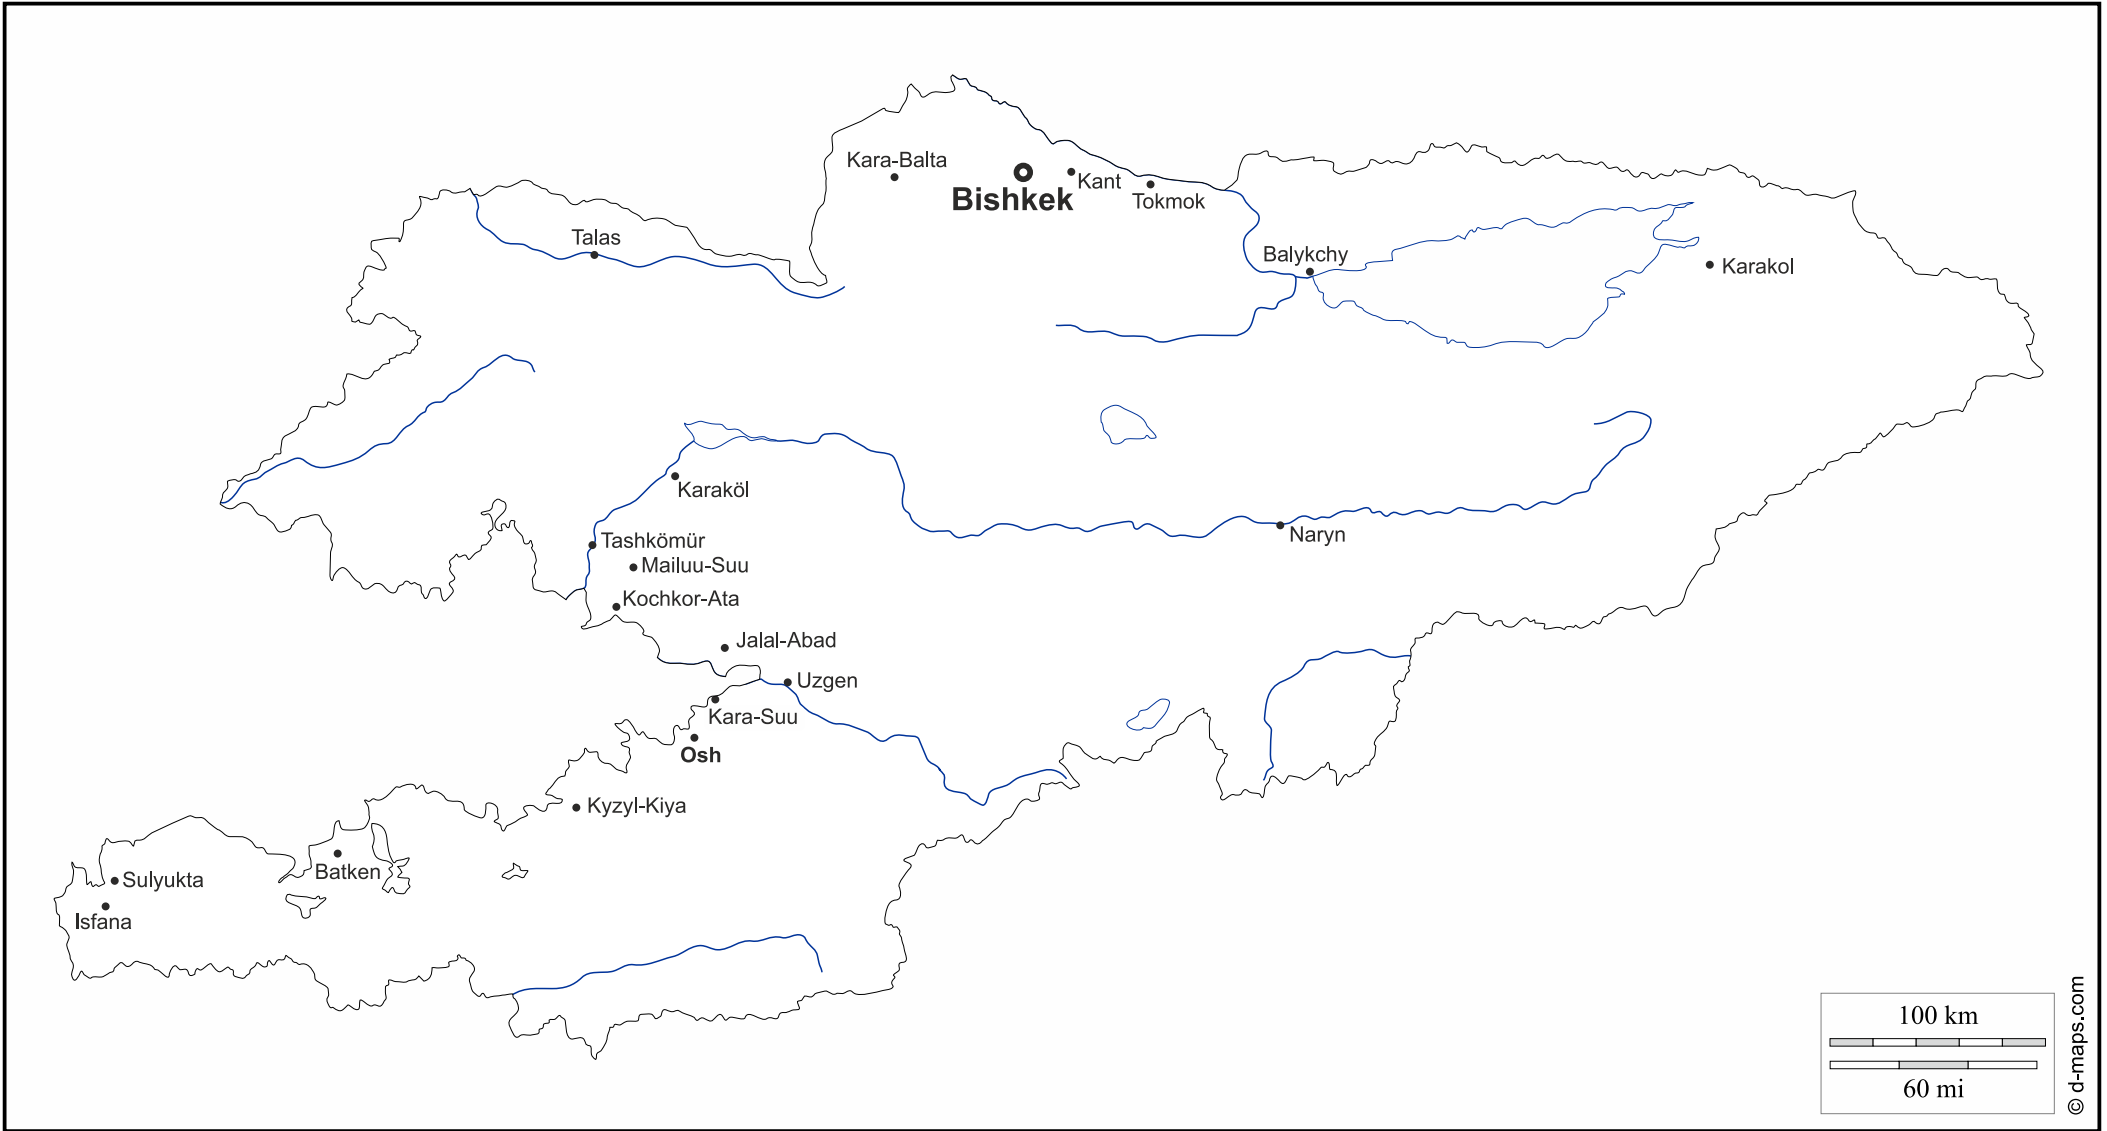 Kara-Balta
Bishkek
Kant
Tokmok
Talas
Balykchy
Karakol
Karaköl
Tashkömür
Mailuu-Suu
Kochkor-Ata
Naryn
Jalal-Abad
Uzgen
Kara-Suu
Osh
Kyzyl-Kiya
Batken
Sulyukta
Isfana
100 km
60 mi
© d-maps.com